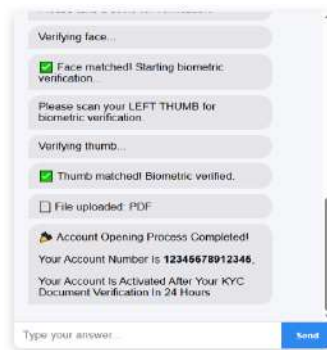 Verifying face...
Face matched! Starting biometric
verification...
Please scan your LEFT THUMB for
biometric verification.
Verifying thumb...
Thumb matched! Biometric verified.
File uploaded: PDF
Account Opening Process Completed!
Your Account Number Is 12345678912345,
Your Account Is Activated After Your KYC
Document Verification In 24 Hours
Type your answer...
Send